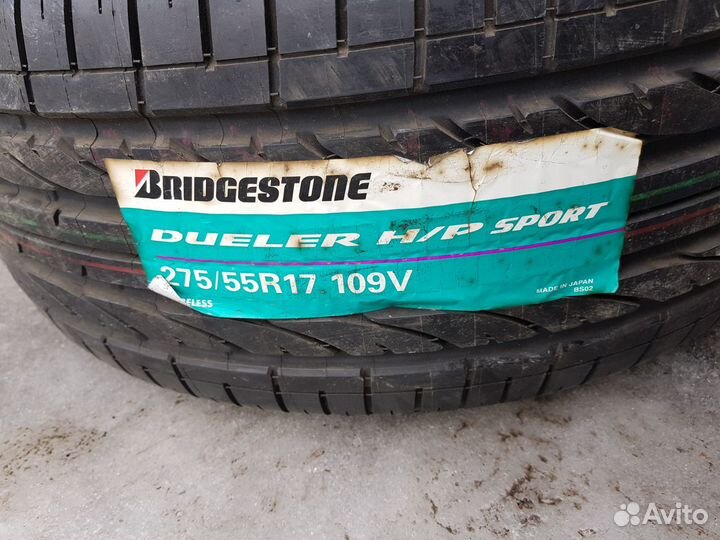 BRIDGESTONE
DUELER H/P SPORT
275/55R17 109V
MADE IN JAPAN
BS02
Avito